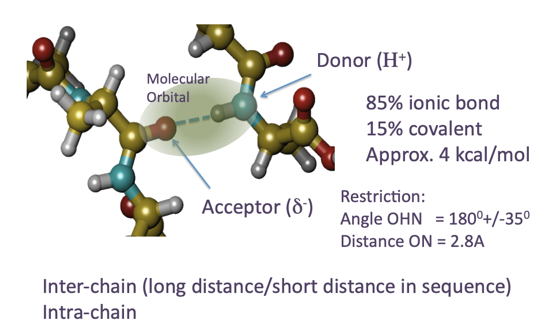 Molecular
Orbital
Donor (H⁺)
85% ionic bond
15% covalent
Approx. 4 kcal/mol
Acceptor (δ⁻)
Restriction:
Angle OHN = 180⁰+/-35⁰
Distance ON = 2.8A
Inter-chain (long distance/short distance in sequence)
Intra-chain